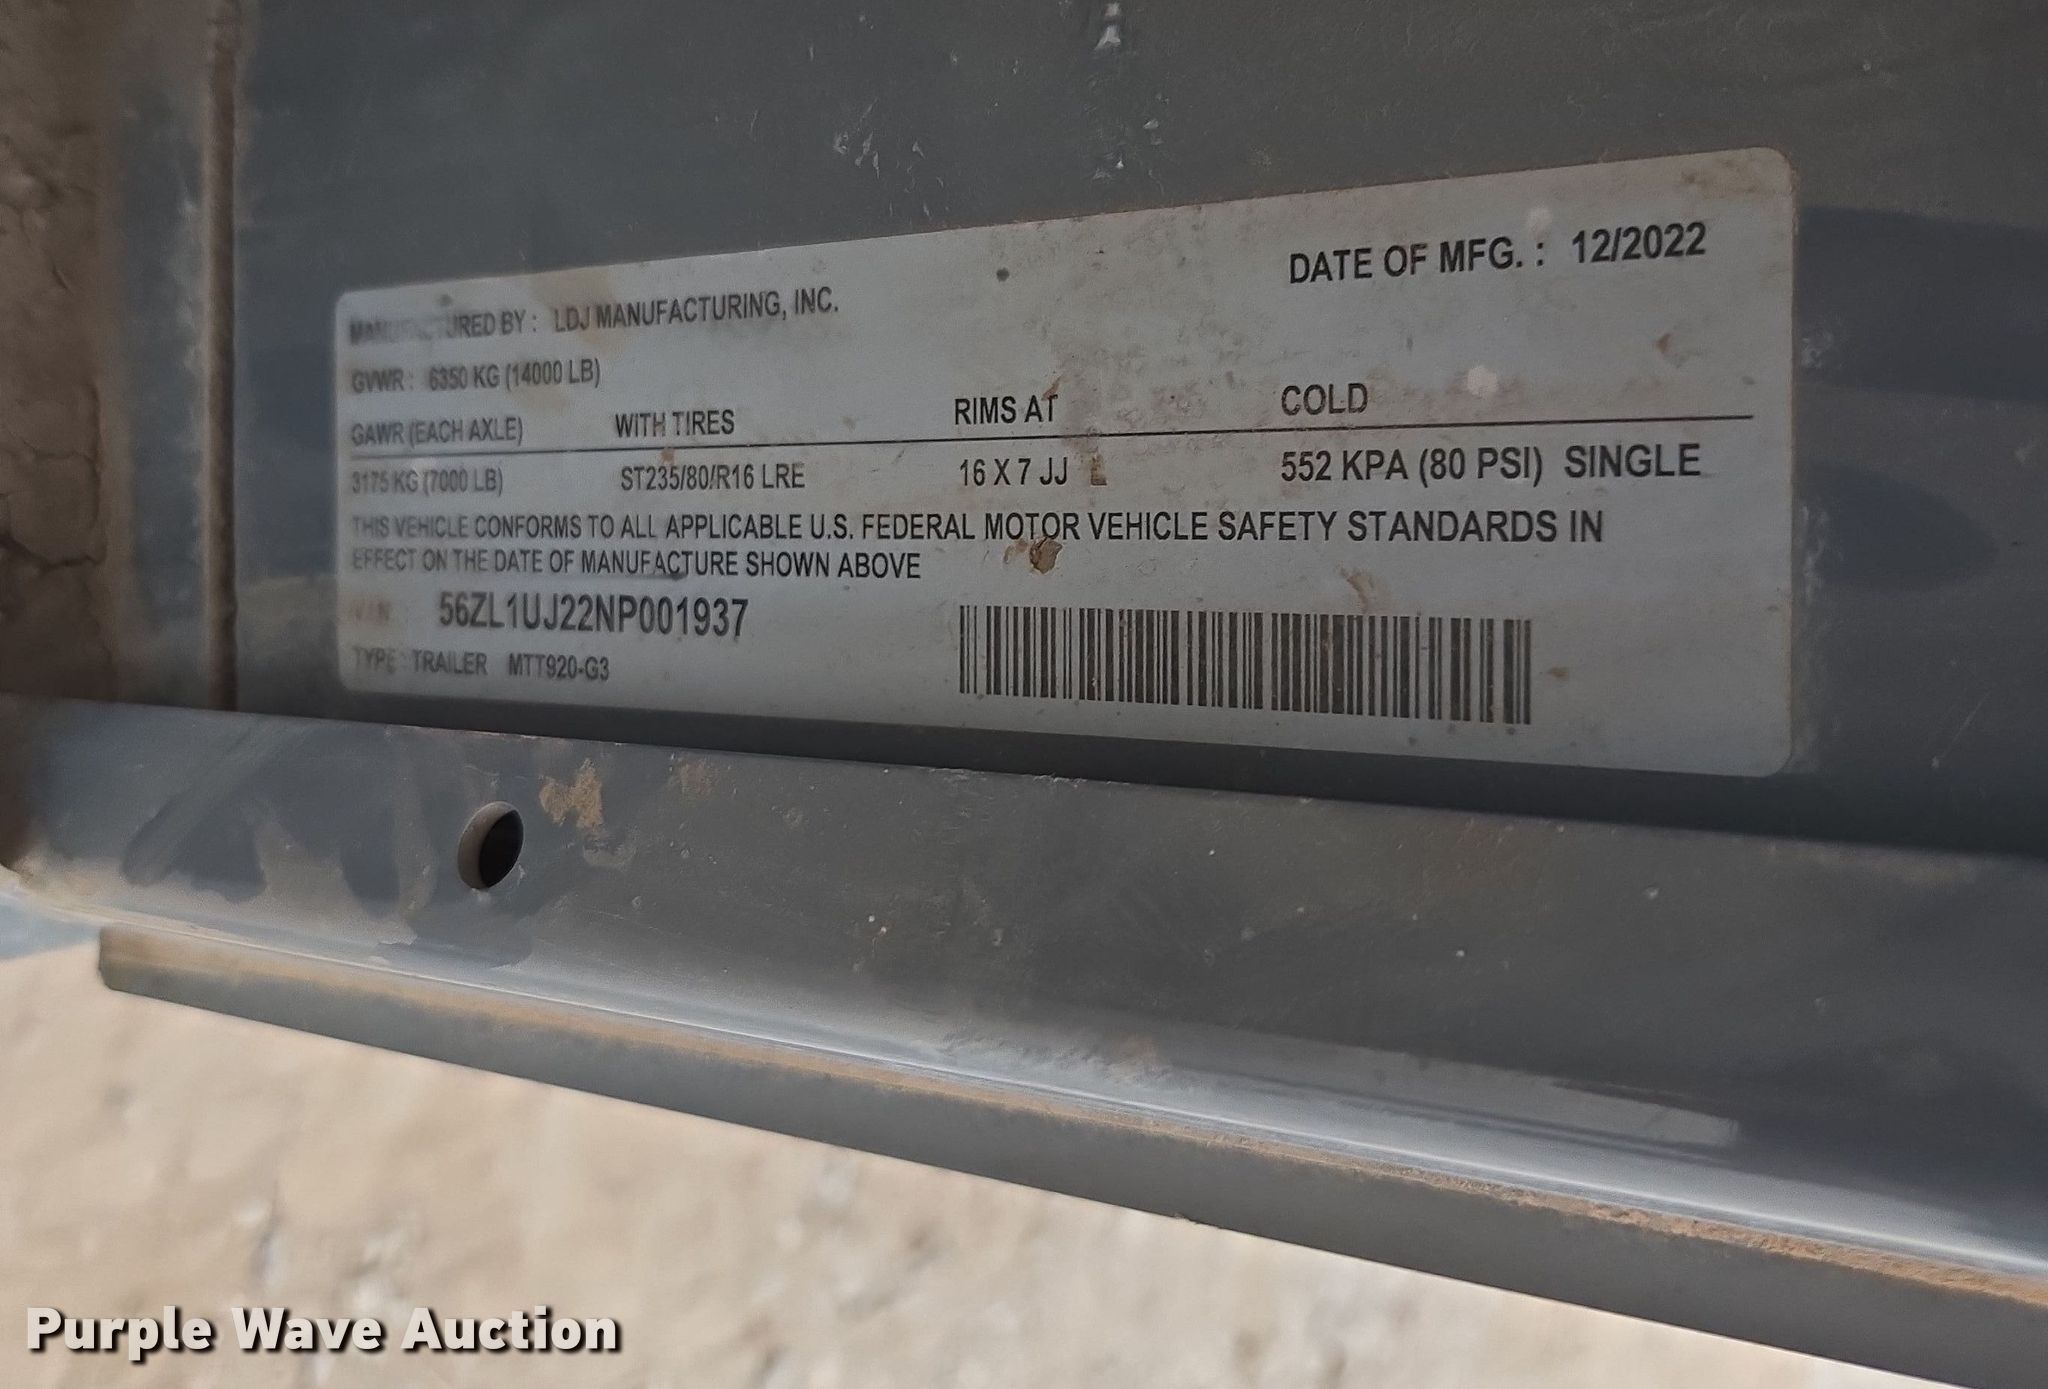 MANUFACTURED BY : LDJ MANUFACTURING, INC.
DATE OF MFG. : 12/2022
GVWR : 6350 KG (14000 LB)
GAWR (EACH AXLE) WITH TIRES RIMS AT COLD
3175 KG (7000 LB) ST235/80/R16 LRE 16 X 7 JJ 552 KPA (80 PSI) SINGLE
THIS VEHICLE CONFORMS TO ALL APPLICABLE U.S. FEDERAL MOTOR VEHICLE SAFETY STANDARDS IN
EFFECT ON THE DATE OF MANUFACTURE SHOWN ABOVE
VIN : 56ZL1UJ22NP001937
TYPE : TRAILER MTT920-G3
Purple Wave Auction